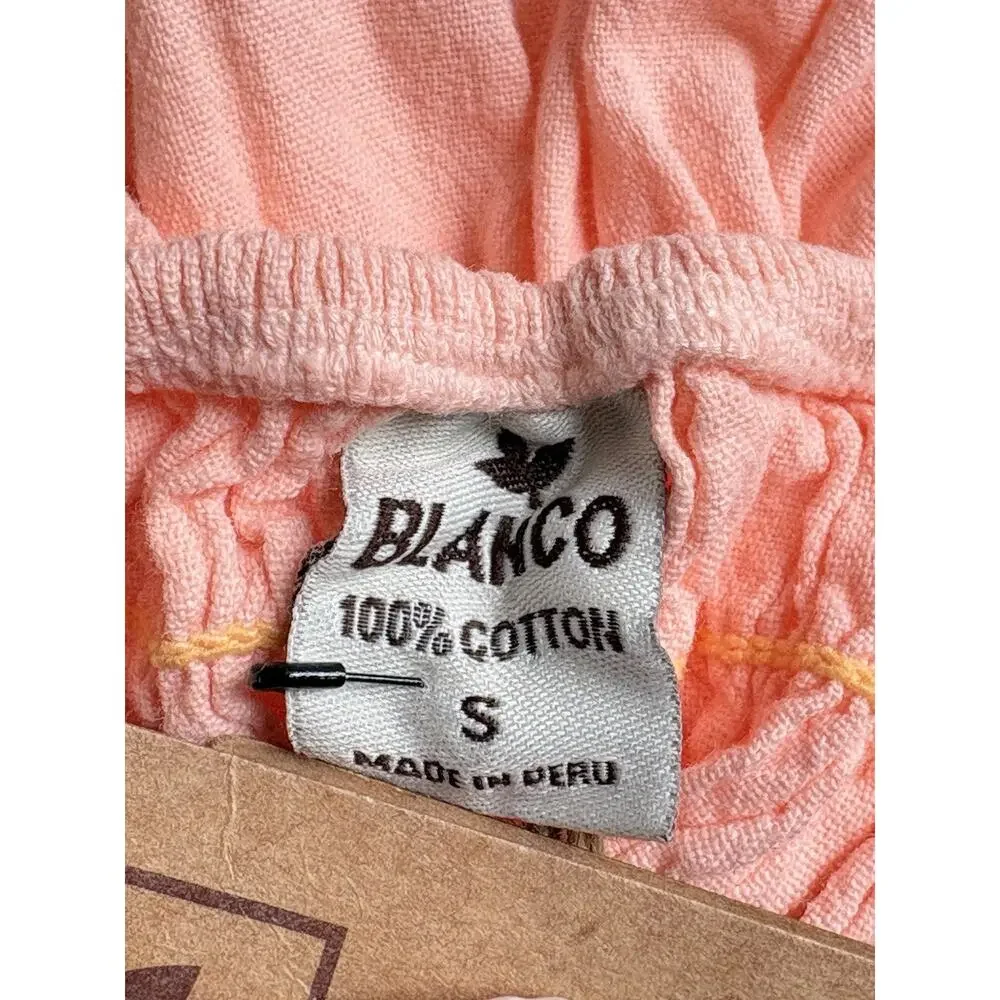 BLANCO
100% COTTON
S
MADE IN PERU